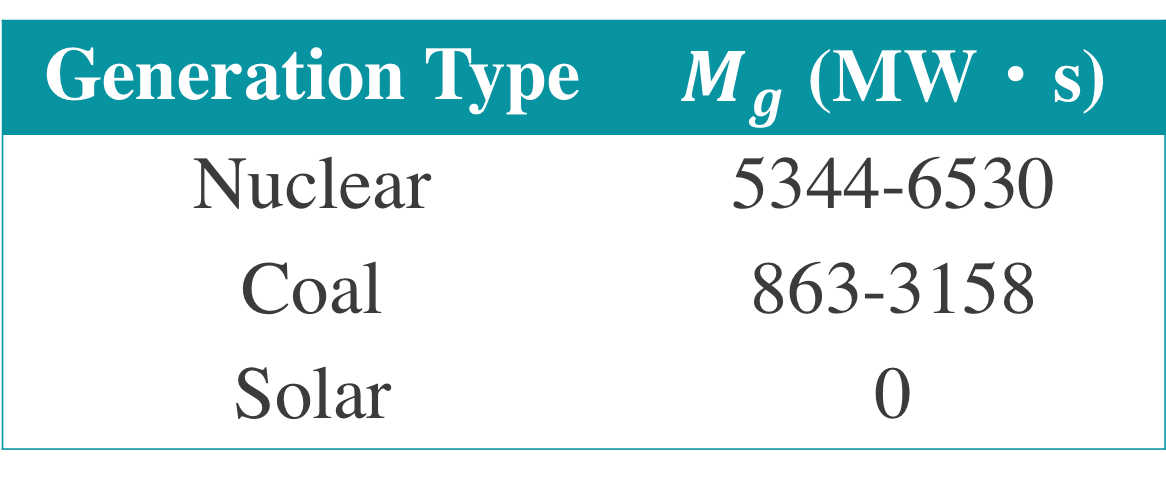 Generation Type M_g (MW · s)
Nuclear 5344-6530
Coal 863-3158
Solar 0